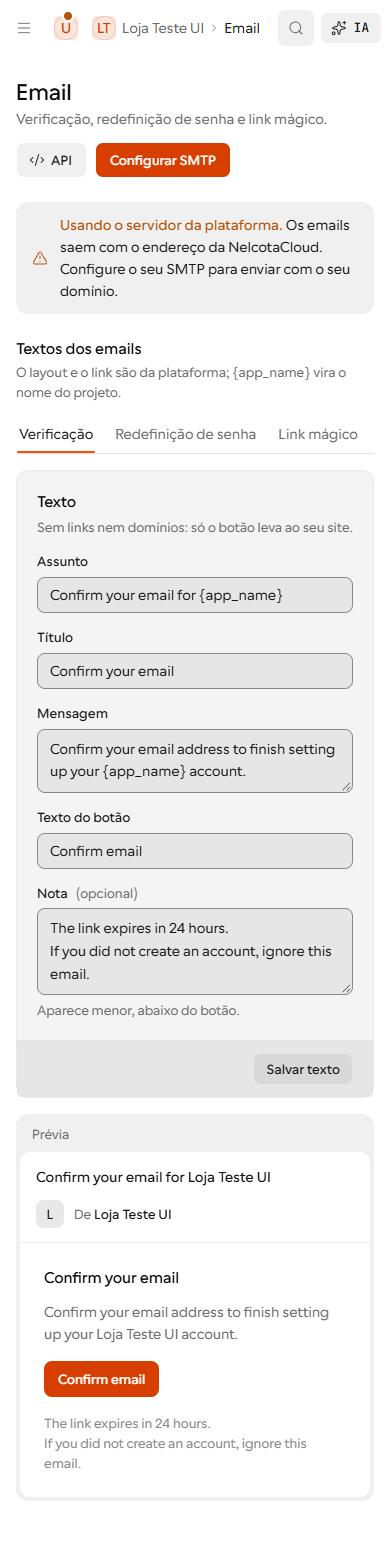 U LT Loja Teste UI > Email IA
Email
Verificação, redefinição de senha e link mágico.
</> API Configurar SMTP
Usando o servidor da plataforma. Os emails
saem com o endereço da NelcotaCloud.
Configure o seu SMTP para enviar com o seu
domínio.
Textos dos emails
O layout e o link são da plataforma; {app_name} vira o
nome do projeto.
Verificação Redefinição de senha Link mágico
Texto
Sem links nem domínios: só o botão leva ao seu site.
Assunto
Confirm your email for {app_name}
Título
Confirm your email
Mensagem
Confirm your email address to finish setting
up your {app_name} account.
Texto do botão
Confirm email
Nota (opcional)
The link expires in 24 hours.
If you did not create an account, ignore this
email.
Aparece menor, abaixo do botão.
Salvar texto
Prévia
Confirm your email for Loja Teste UI
L De Loja Teste UI
Confirm your email
Confirm your email address to finish setting
up your Loja Teste UI account.
Confirm email
The link expires in 24 hours.
If you did not create an account, ignore this
email.